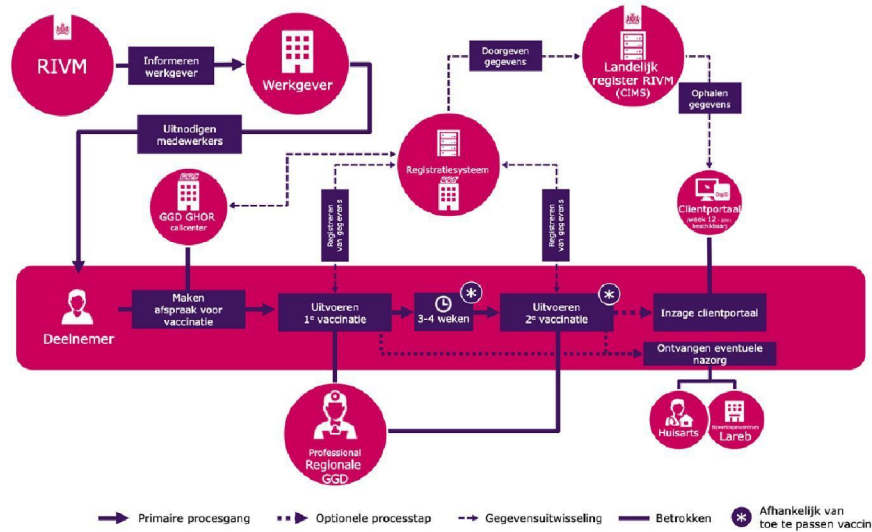 RIVM
Informeren
werkgever
Werkgever
Doorgeven
gegevens
Landelijk
register RIVM
(CIMS)
Ophalen
gegevens
Uitnodigen
medewerkers
Registratiesysteem
GGD GHOR
callcenter
Registreren
van gegevens
Registreren
van gegevens
Clientportaal
(week 12
beschikbaar)
Deelnemer
Maken
afspraak voor
vaccinatie
Uitvoeren
1e vaccinatie
3-4 weken
*
Uitvoeren
2e vaccinatie
*
Inzage clientportaal
Ontvangen eventuele
nazorg
Professional
Regionale
GGD
Huisarts
Lareb
Primaire procesgang
Optionele processtap
Gegevensuitwisseling
Betrokken
* Afhankelijk van
toe te passen vaccin